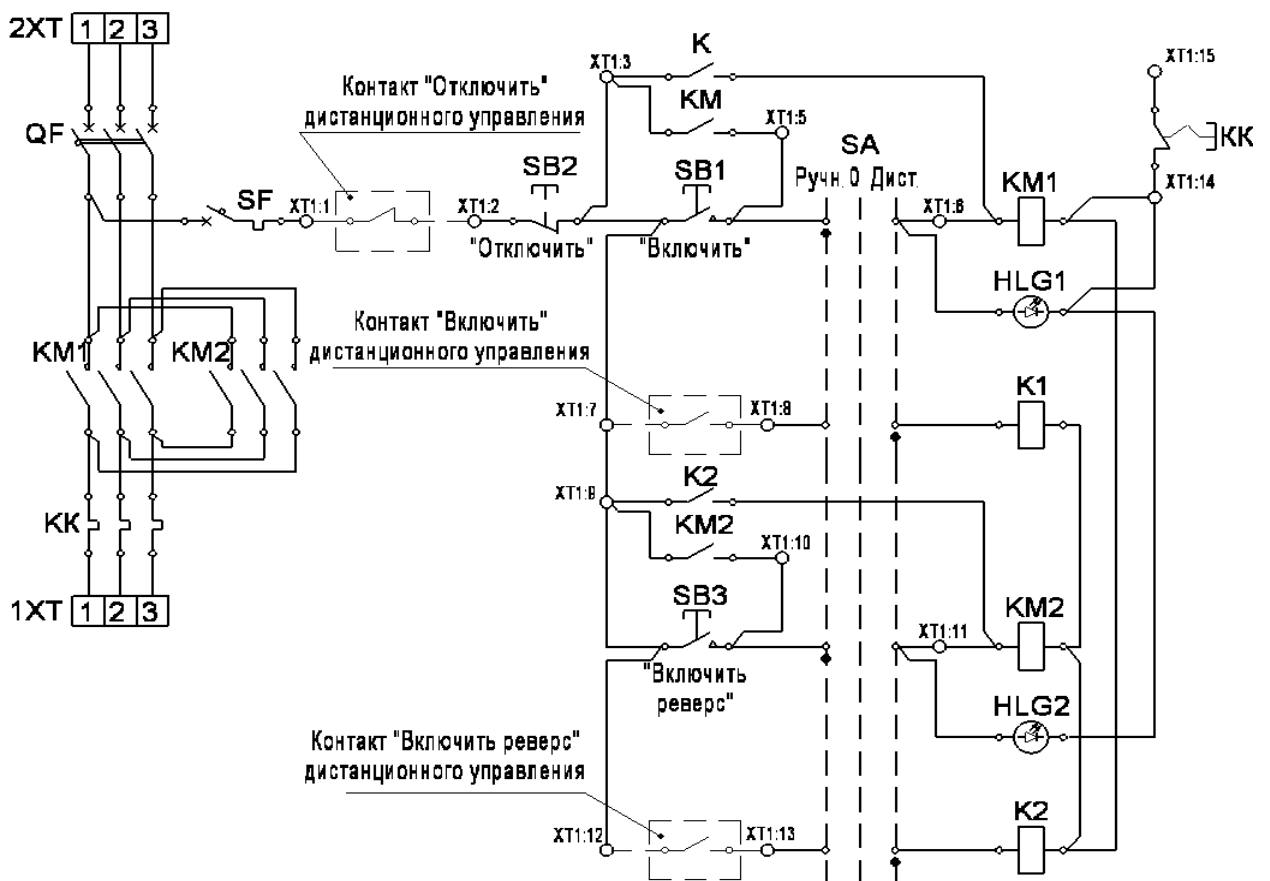 2XT 1 2 3
QF
SF
XT1:1
Контакт "Отключить"
дистанционного управления
XT1:2
SB2
"Отключить"
XT1:3
K
KM
XT1:5
SB1
"Включить"
SA
Ручн. 0 Дист.
XT1:6
KM1
XT1:15
KK
XT1:14
HLG1
KM1
KM2
Контакт "Включить"
дистанционного управления
XT1:7
XT1:8
K1
KK
XT1:9
K2
KM2
XT1:10
SB3
"Включить
реверс"
XT1:11
KM2
HLG2
1XT 1 2 3
Контакт "Включить реверс"
дистанционного управления
XT1:12
XT1:13
K2